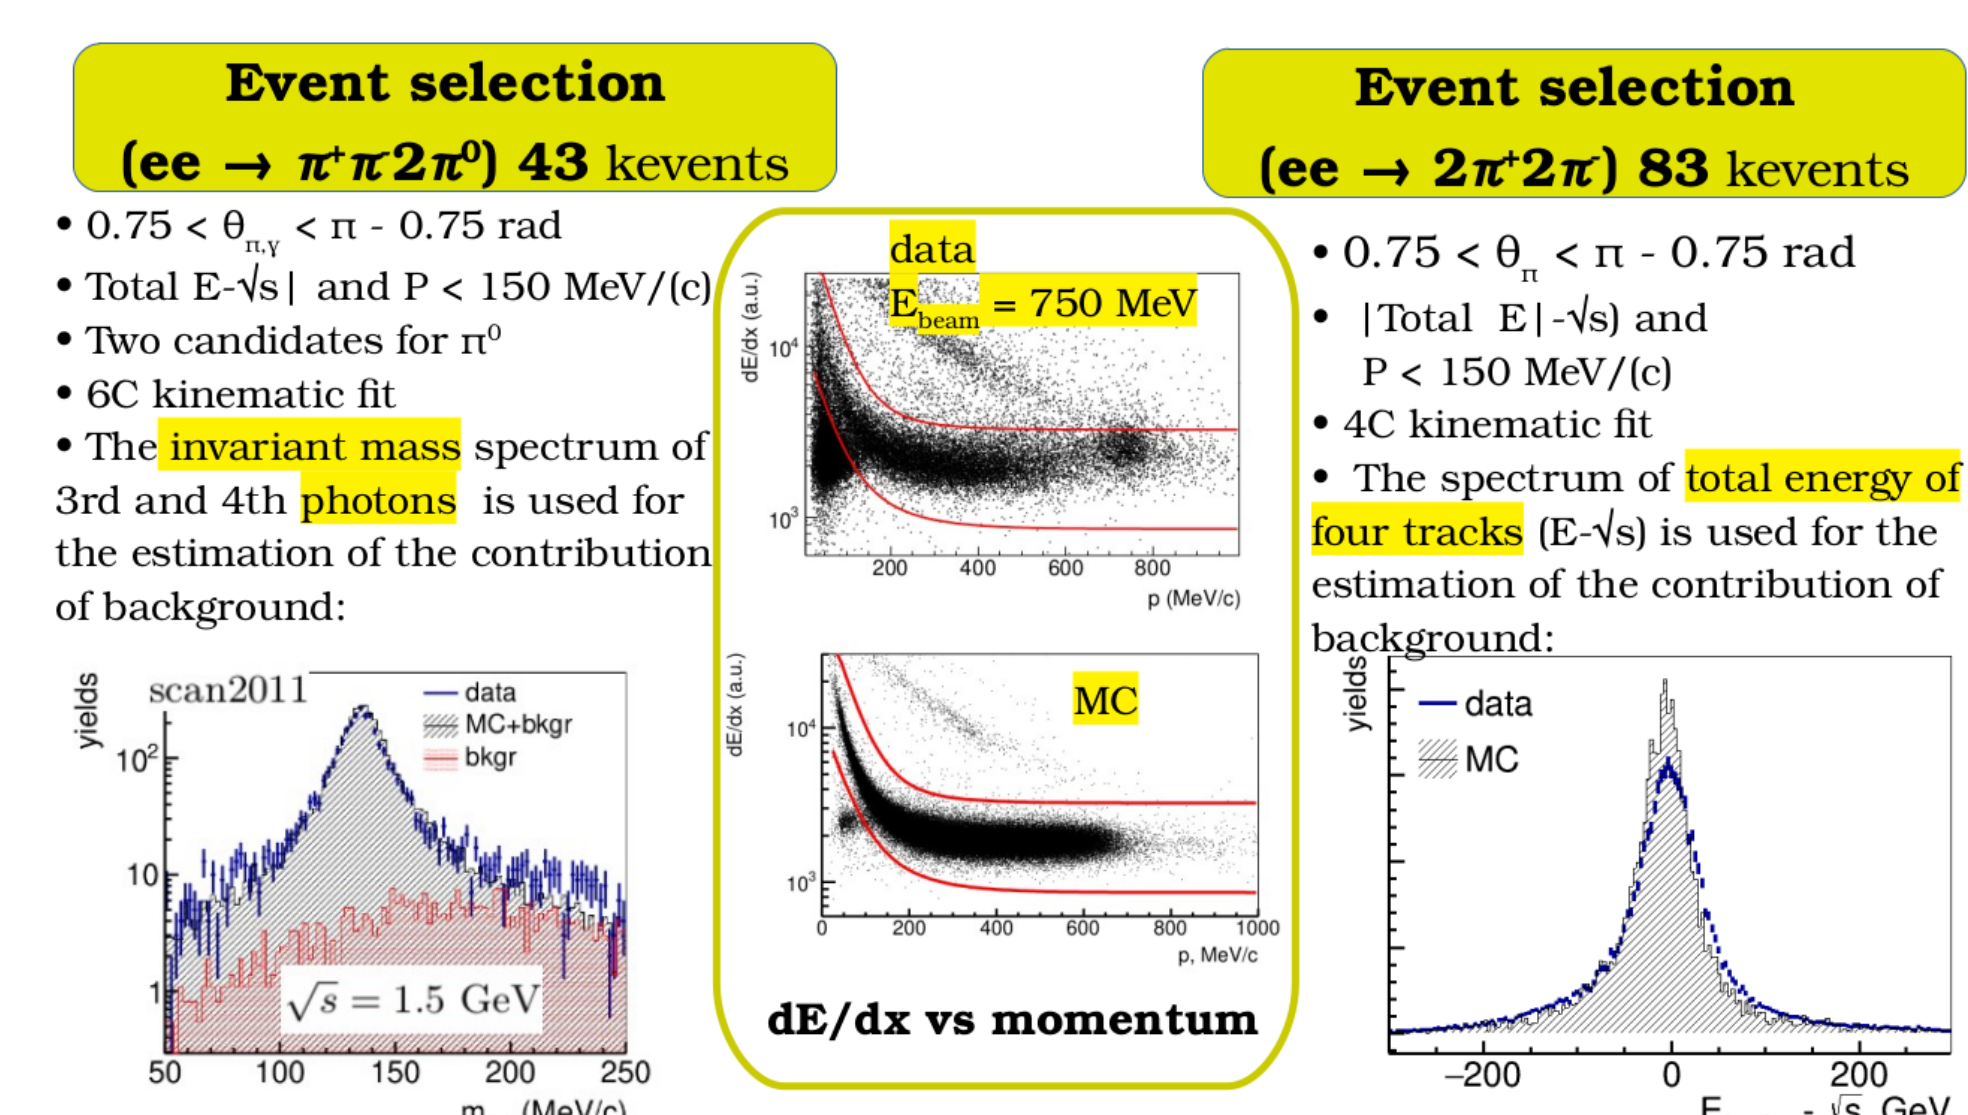 Event selection
(ee → π⁺π⁻2π⁰) 43 kevents
• 0.75 < θπ,γ < π - 0.75 rad
• Total E-√s| and P < 150 MeV/(c)
• Two candidates for π⁰
• 6C kinematic fit
• The invariant mass spectrum of
3rd and 4th photons is used for
the estimation of the contribution
of background:
scan2011
yields
data
MC+bkgr
bkgr
10²
10
1
√s = 1.5 GeV
50 100 150 200 250
(MeV/c)
data
E beam = 750 MeV
dE/dx (a.u.)
10⁴
10³
200 400 600 800
p (MeV/c)
dE/dx (a.u.)
MC
10⁴
10³
0 200 400 600 800 1000
p, MeV/c
dE/dx vs momentum
Event selection
(ee → 2π⁺2π⁻) 83 kevents
• 0.75 < θπ < π - 0.75 rad
• |Total E|-√s) and
P < 150 MeV/(c)
• 4C kinematic fit
• The spectrum of total energy of
four tracks (E-√s) is used for the
estimation of the contribution of
background:
yields
data
MC
−200 0 200
- √s, GeV